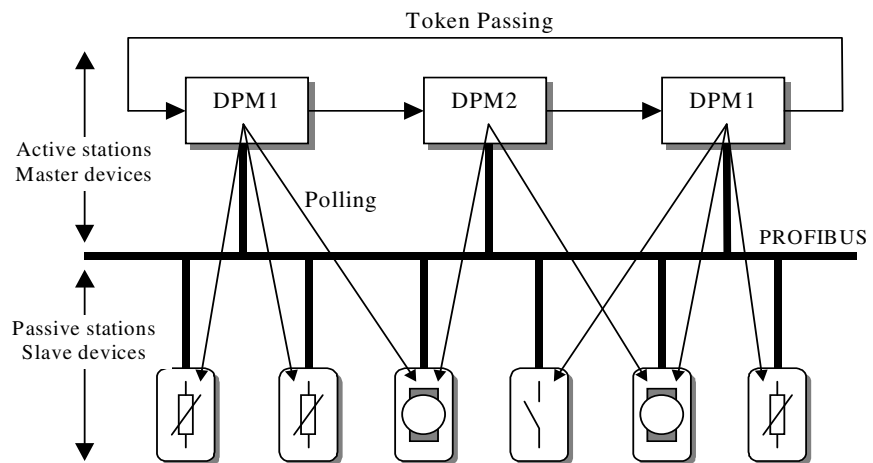 Token Passing
DPM1
DPM2
DPM1
Active stations
Master devices
Polling
PROFIBUS
Passive stations
Slave devices